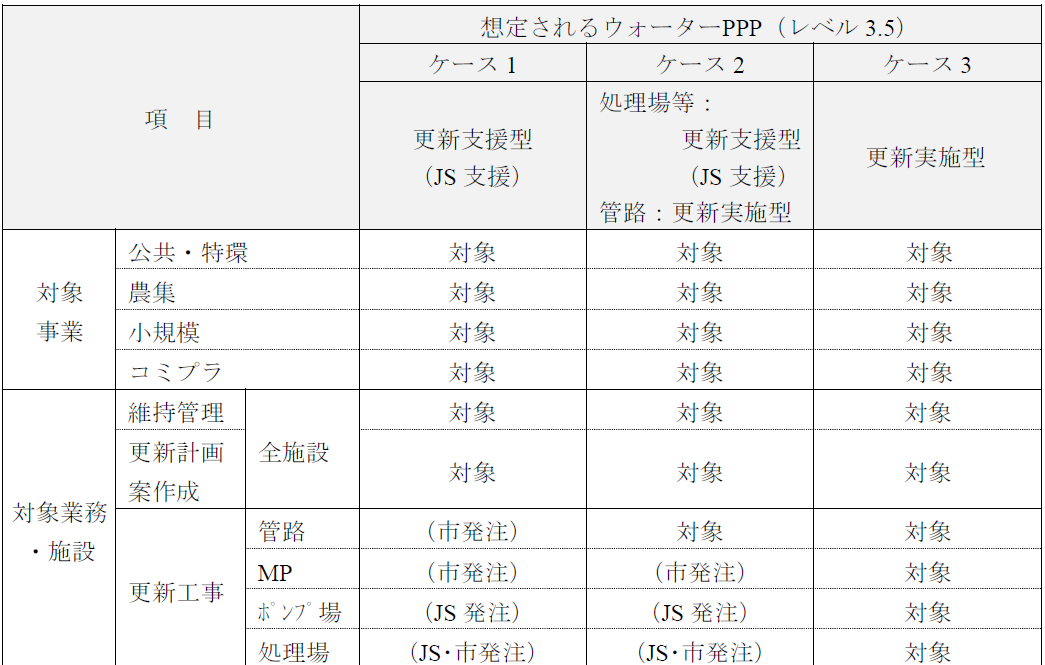 想定されるウォーターPPP（レベル 3.5）
項　目
ケース 1
ケース 2
ケース 3
更新支援型
（JS 支援）
処理場等：
更新支援型
（JS 支援）
管路：更新実施型
更新実施型
対象
事業
公共・特環
対象
対象
対象
農集
対象
対象
対象
小規模
対象
対象
対象
コミプラ
対象
対象
対象
対象業務
・施設
維持管理
全施設
対象
対象
対象
更新計画
案作成
対象
対象
対象
更新工事
管路
（市発注）
対象
対象
MP
（市発注）
（市発注）
対象
ﾎﾟﾝﾌﾟ場
（JS 発注）
（JS 発注）
対象
処理場
（JS･市発注）
（JS･市発注）
対象